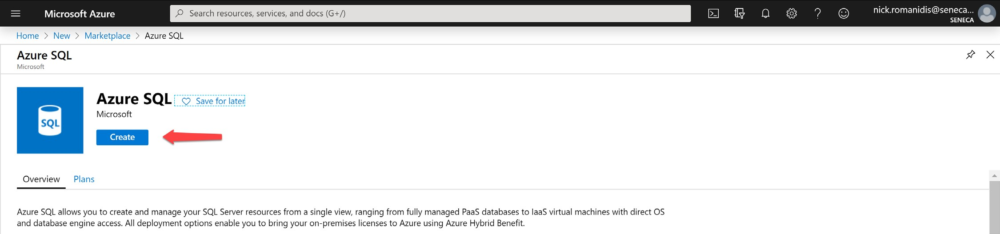 Microsoft Azure
Search resources, services, and docs (G+/)
nick.romanidis@seneca...
SENECA
Home > New > Marketplace > Azure SQL
Azure SQL
Microsoft
SQL
Azure SQL
Save for later
Microsoft
Create
Overview
Plans
Azure SQL allows you to create and manage your SQL Server resources from a single view, ranging from fully managed PaaS databases to IaaS virtual machines with direct OS
and database engine access. All deployment options enable you to bring your on-premises licenses to Azure using Azure Hybrid Benefit.